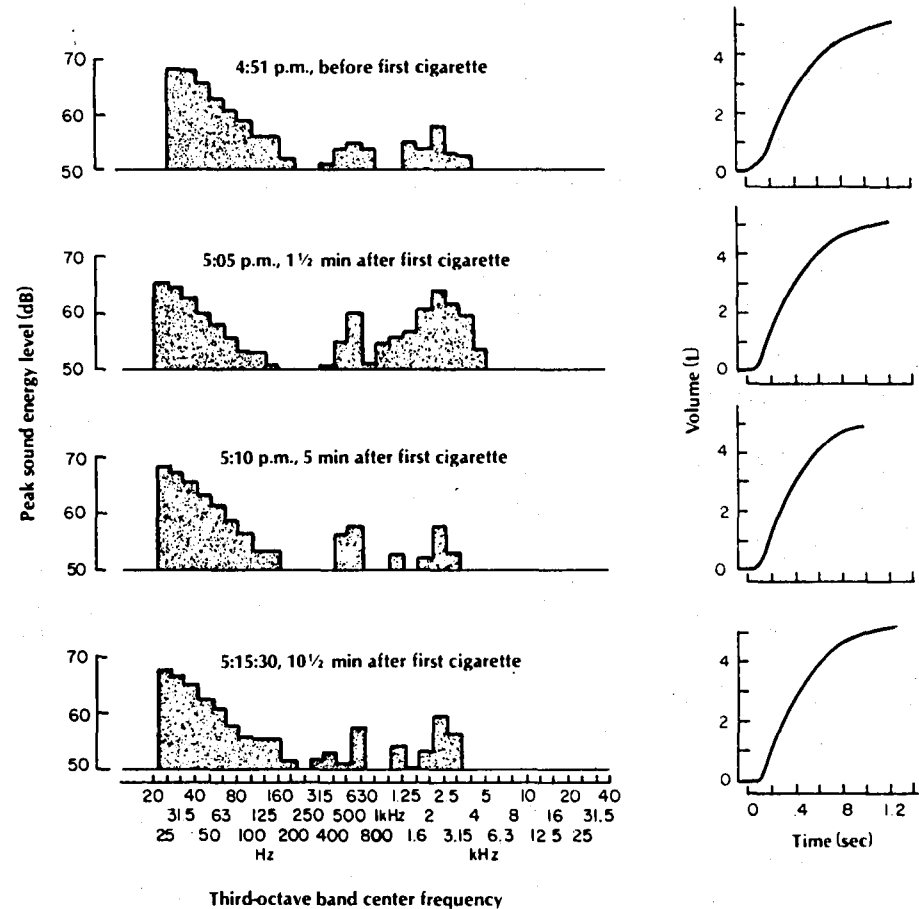 70
60
50
4:51 p.m., before first cigarette
4
2
0
70
60
50
5:05 p.m., 1½ min after first cigarette
4
2
0
Peak sound energy level (dB)
Volume (L)
70
60
50
5:10 p.m., 5 min after first cigarette
4
2
0
70
60
50
5:15:30, 10½ min after first cigarette
4
2
0
20 40 80 160 315 630 1.25 2.5 5 10 20 40
31.5 63 125 250 500 1kHz 2 4 8 16 31.5
25 50 100 200 400 800 1.6 3.15 6.3 12 5 25
Hz kHz
Third-octave band center frequency
0 .4 .8 1.2
Time (sec)